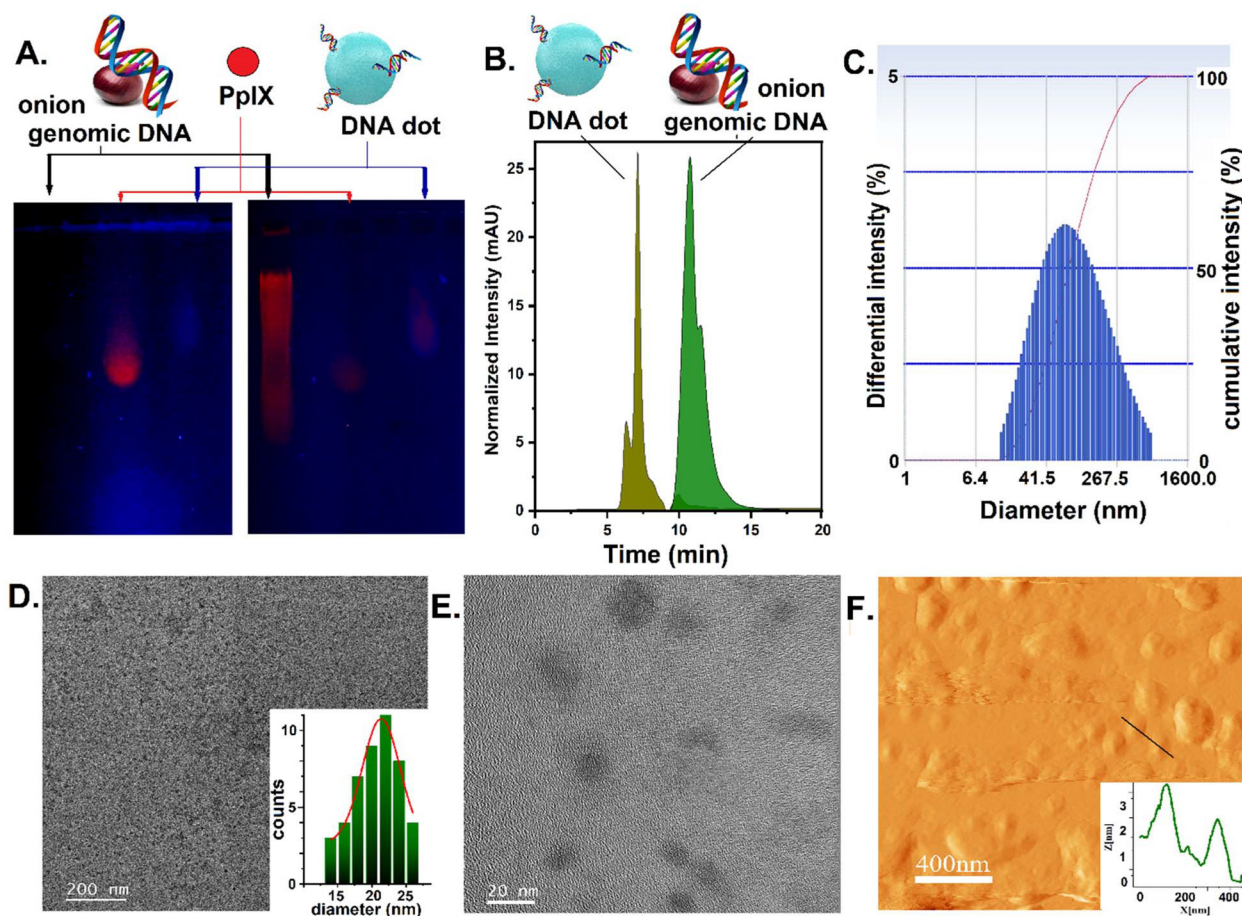 A.
onion
genomic DNA
PpIX
DNA dot
B.
DNA dot
onion
genomic DNA
Normalized Intensity (mAU)
25
20
15
10
5
0
0 5 10 15 20
Time (min)
C.
Differential intensity (%)
5
0
100
50
0
cumulative intensity (%)
1 6.4 41.5 267.5 1600.0
Diameter (nm)
D.
200 nm
counts
10
5
0
15 20 25
diameter (nm)
E.
20 nm
F.
400nm
Z[nm]
3
2
1
0
0 200 400
X[nm]